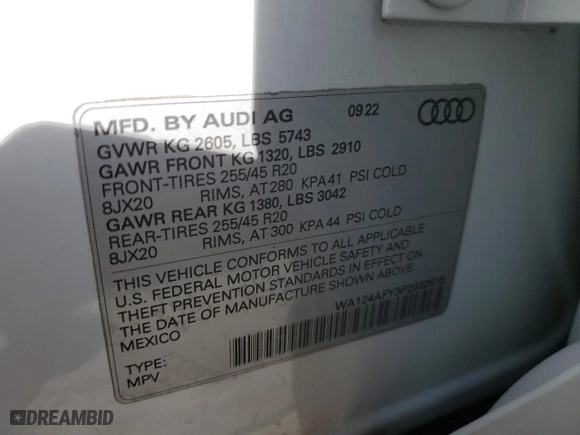 MFD. BY AUDI AG 09.22
GVWR KG 2605, LBS 5743
GAWR FRONT KG 1320, LBS 2910
FRONT-TIRES 255/45 R20
8JX20 RIMS, AT 280 KPA 41 PSI COLD
GAWR REAR KG 1380, LBS 3042
REAR-TIRES 255/45 R20
8JX20 RIMS, AT 300 KPA 44 PSI COLD
THIS VEHICLE CONFORMS TO ALL APPLICABLE
U.S. FEDERAL MOTOR VEHICLE SAFETY AND
THEFT PREVENTION STANDARDS IN EFFECT ON
THE DATE OF MANUFACTURE SHOWN ABOVE.
MEXICO
TYPE:
MPV
DREAMBID